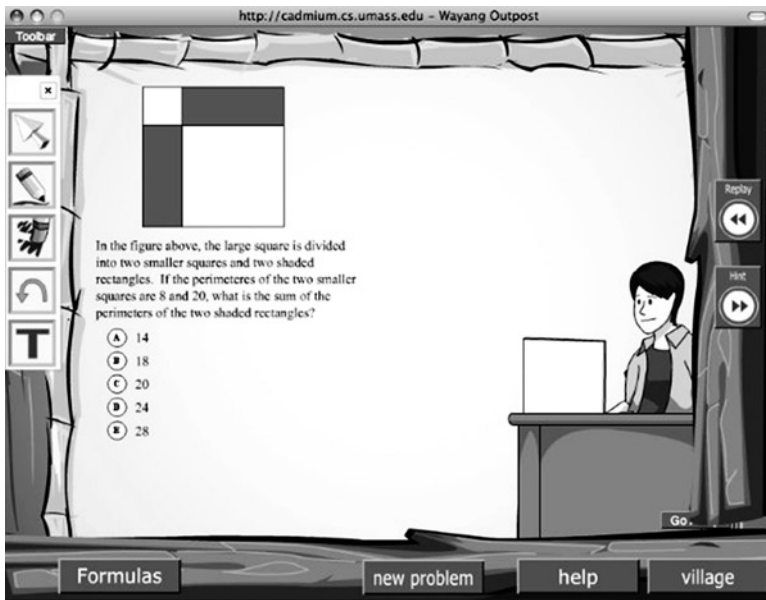 http://cadmium.cs.umass.edu – Wayang Outpost
Toolbar
In the figure above, the large square is divided
into two smaller squares and two shaded
rectangles. If the perimeteres of the two smaller
squares are 8 and 20, what is the sum of the
perimeters of the two shaded rectangles?
A 14
B 18
C 20
D 24
E 28
T
Replay
Hint
Formulas
new problem
help
village